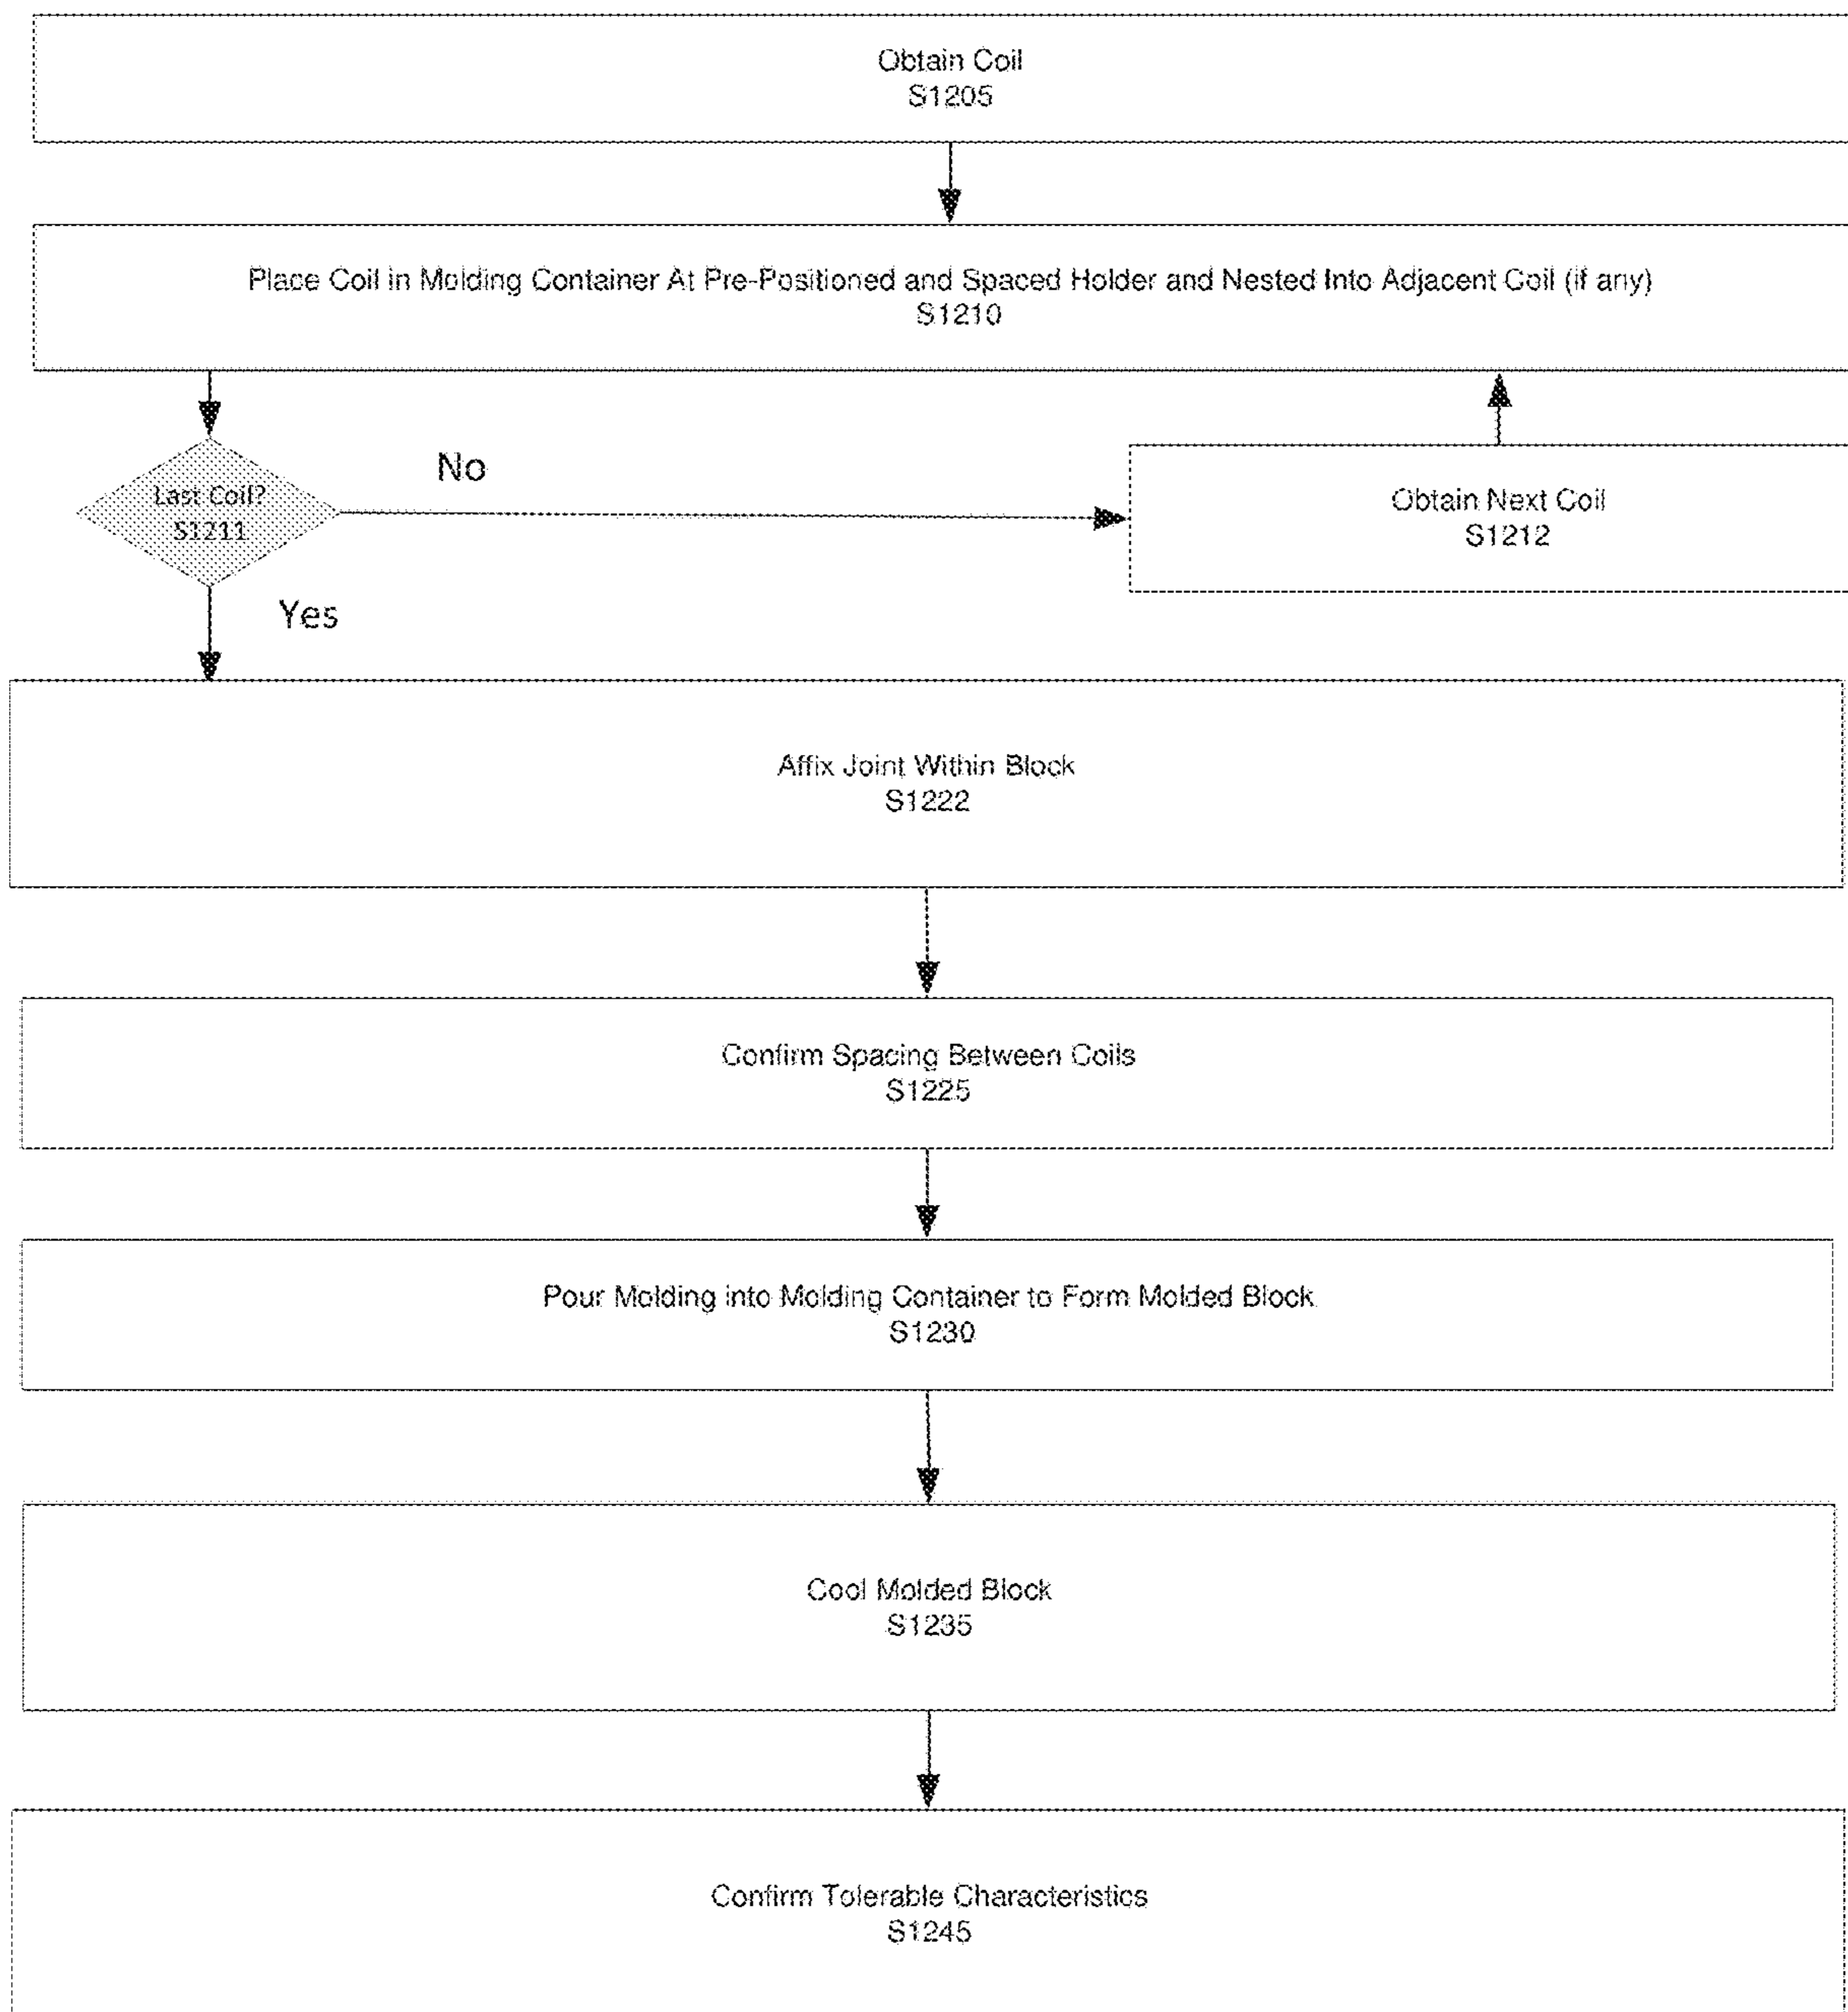 Obtain Coil
S1205
Place Coil in Molding Container At Pre-Positioned and Spaced Holder and Nested Into Adjacent Coil (if any)
S1210
No
Last Coil?
S1211
Obtain Next Coil
S1212
Yes
Affix Joint Within Block
S1222
Confirm Spacing Between Coils
S1225
Pour Molding into Molding Container to Form Molded Block
S1230
Cool Molded Block
S1235
Confirm Tolerable Characteristics
S1245